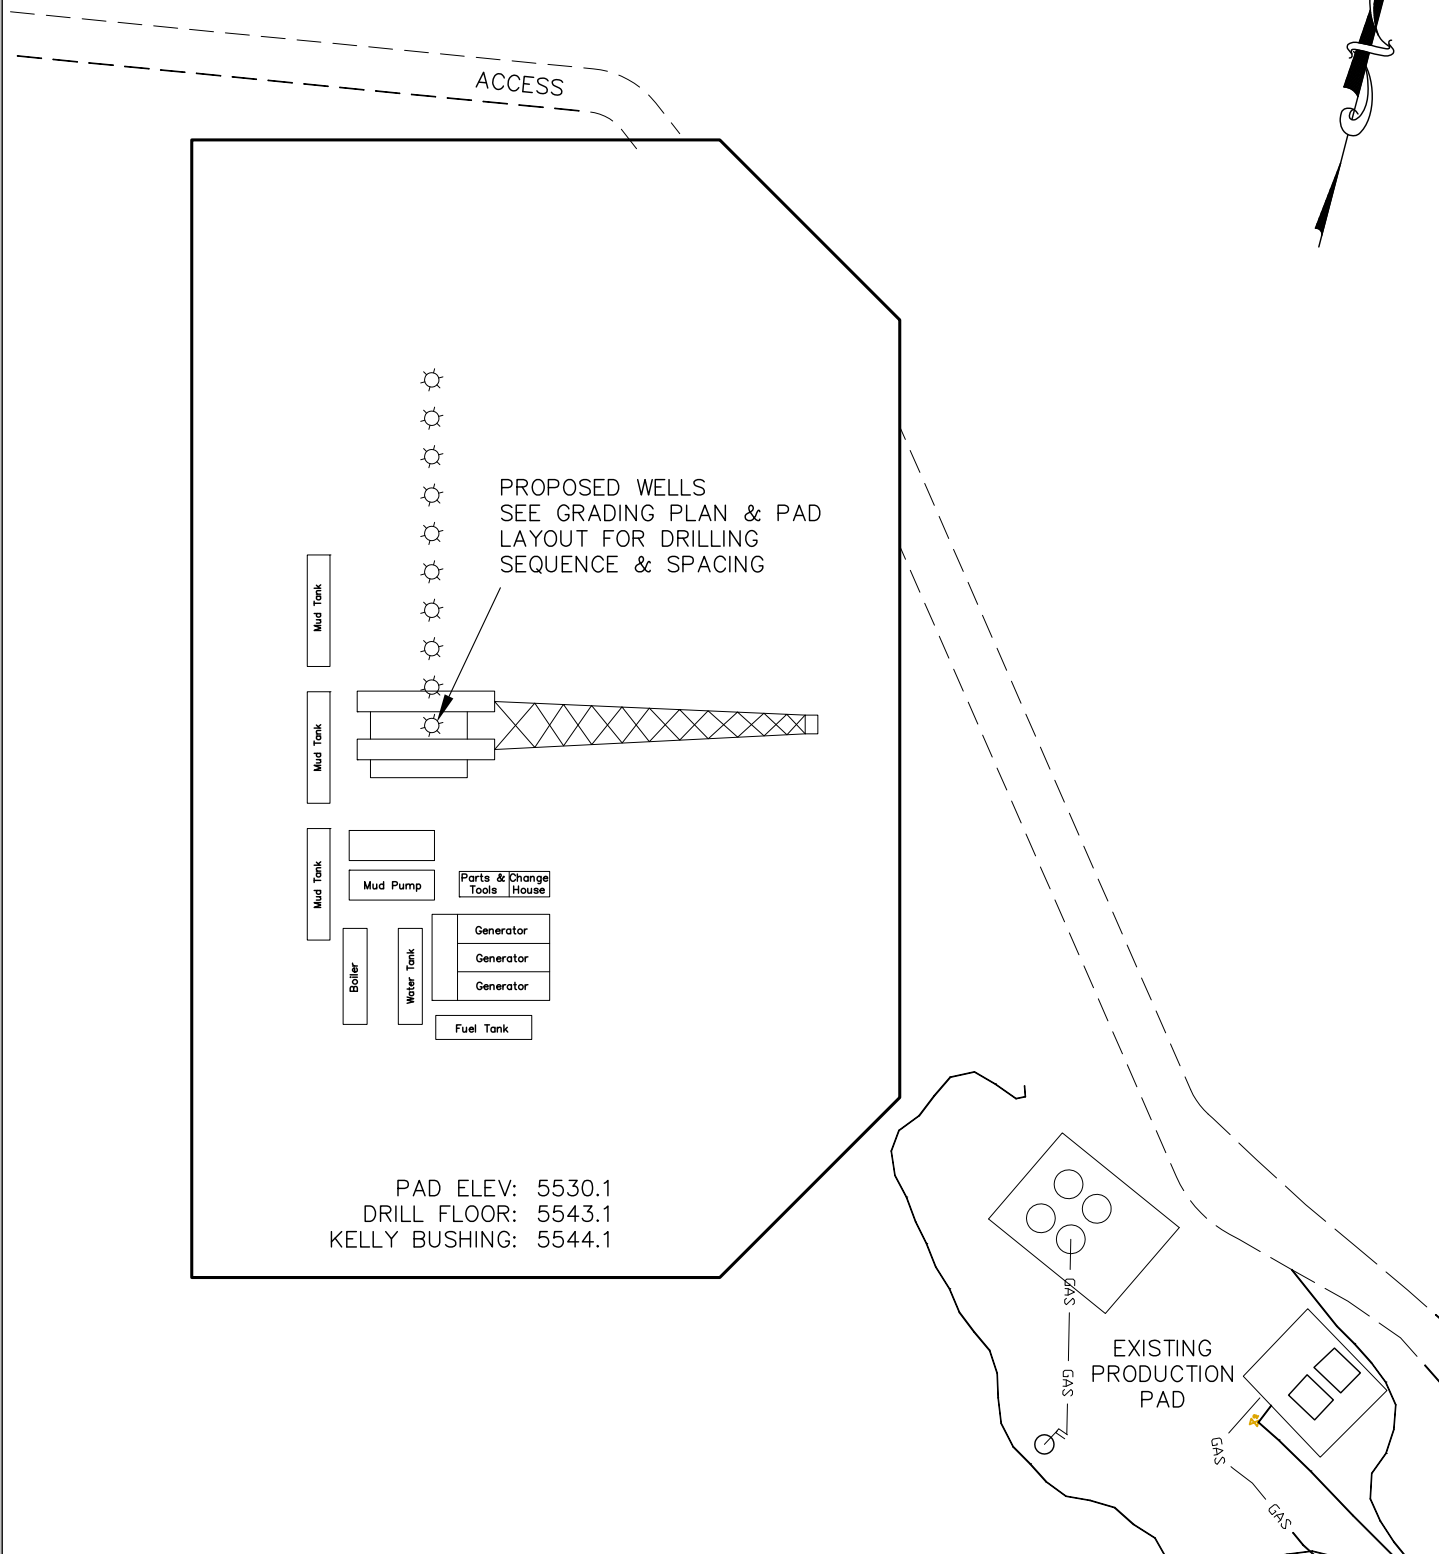 ACCESS
PROPOSED WELLS
SEE GRADING PLAN & PAD
LAYOUT FOR DRILLING
SEQUENCE & SPACING
Mud Tank
Mud Tank
Mud Tank
Mud Pump
Parts &
Tools
Change
House
Generator
Generator
Generator
Boiler
Water Tank
Fuel Tank
PAD ELEV: 5530.1
DRILL FLOOR: 5543.1
KELLY BUSHING: 5544.1
GAS
GAS
EXISTING
PRODUCTION
PAD
GAS
GAS